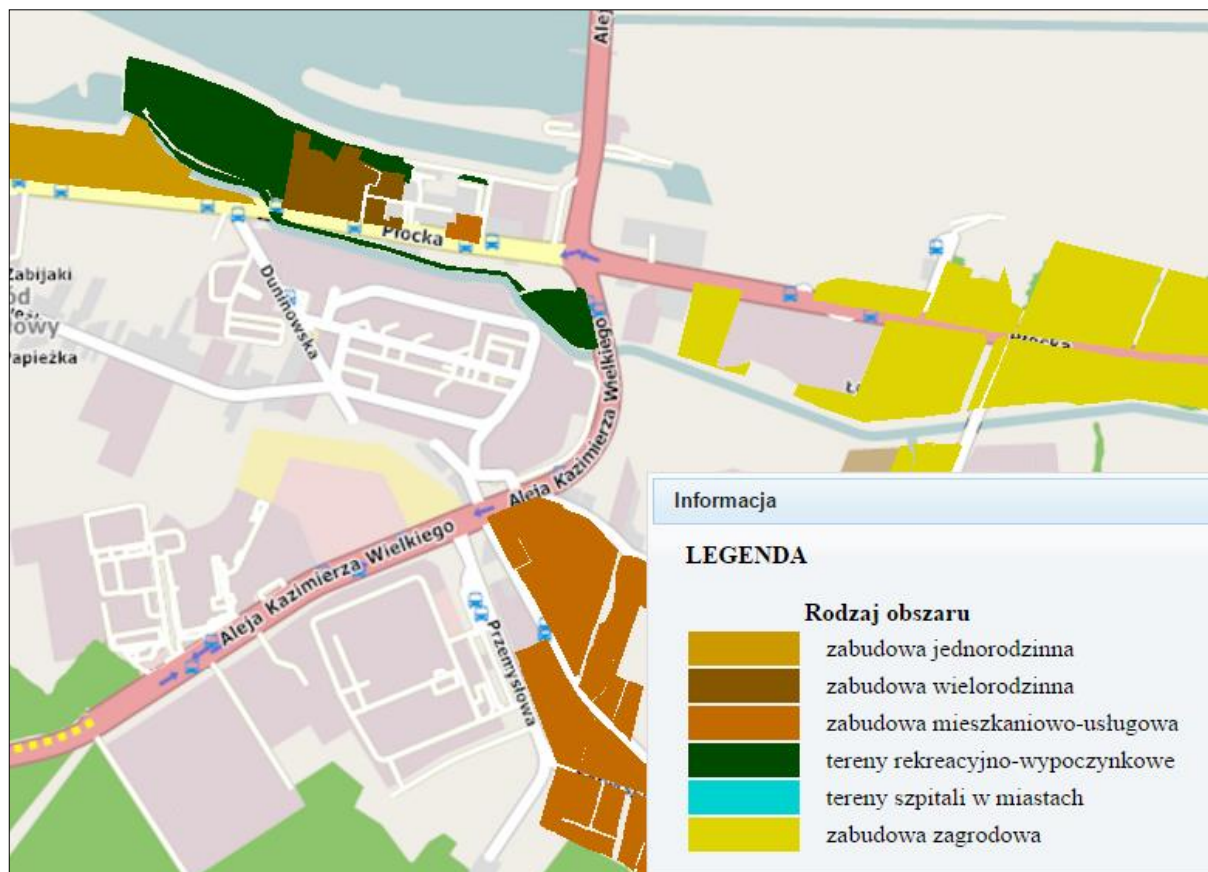 Płocka
Zabijaki
Duninowska
Papieżka
Płocka
Aleja Kazimierza Wielkiego
Aleja Kazimierza Wielkiego
Aleja Kazimierza Wielkiego
Przemysłowa
Informacja
LEGENDA
Rodzaj obszaru
zabudowa jednorodzinna
zabudowa wielorodzinna
zabudowa mieszkaniowo-usługowa
tereny rekreacyjno-wypoczynkowe
tereny szpitali w miastach
zabudowa zagrodowa